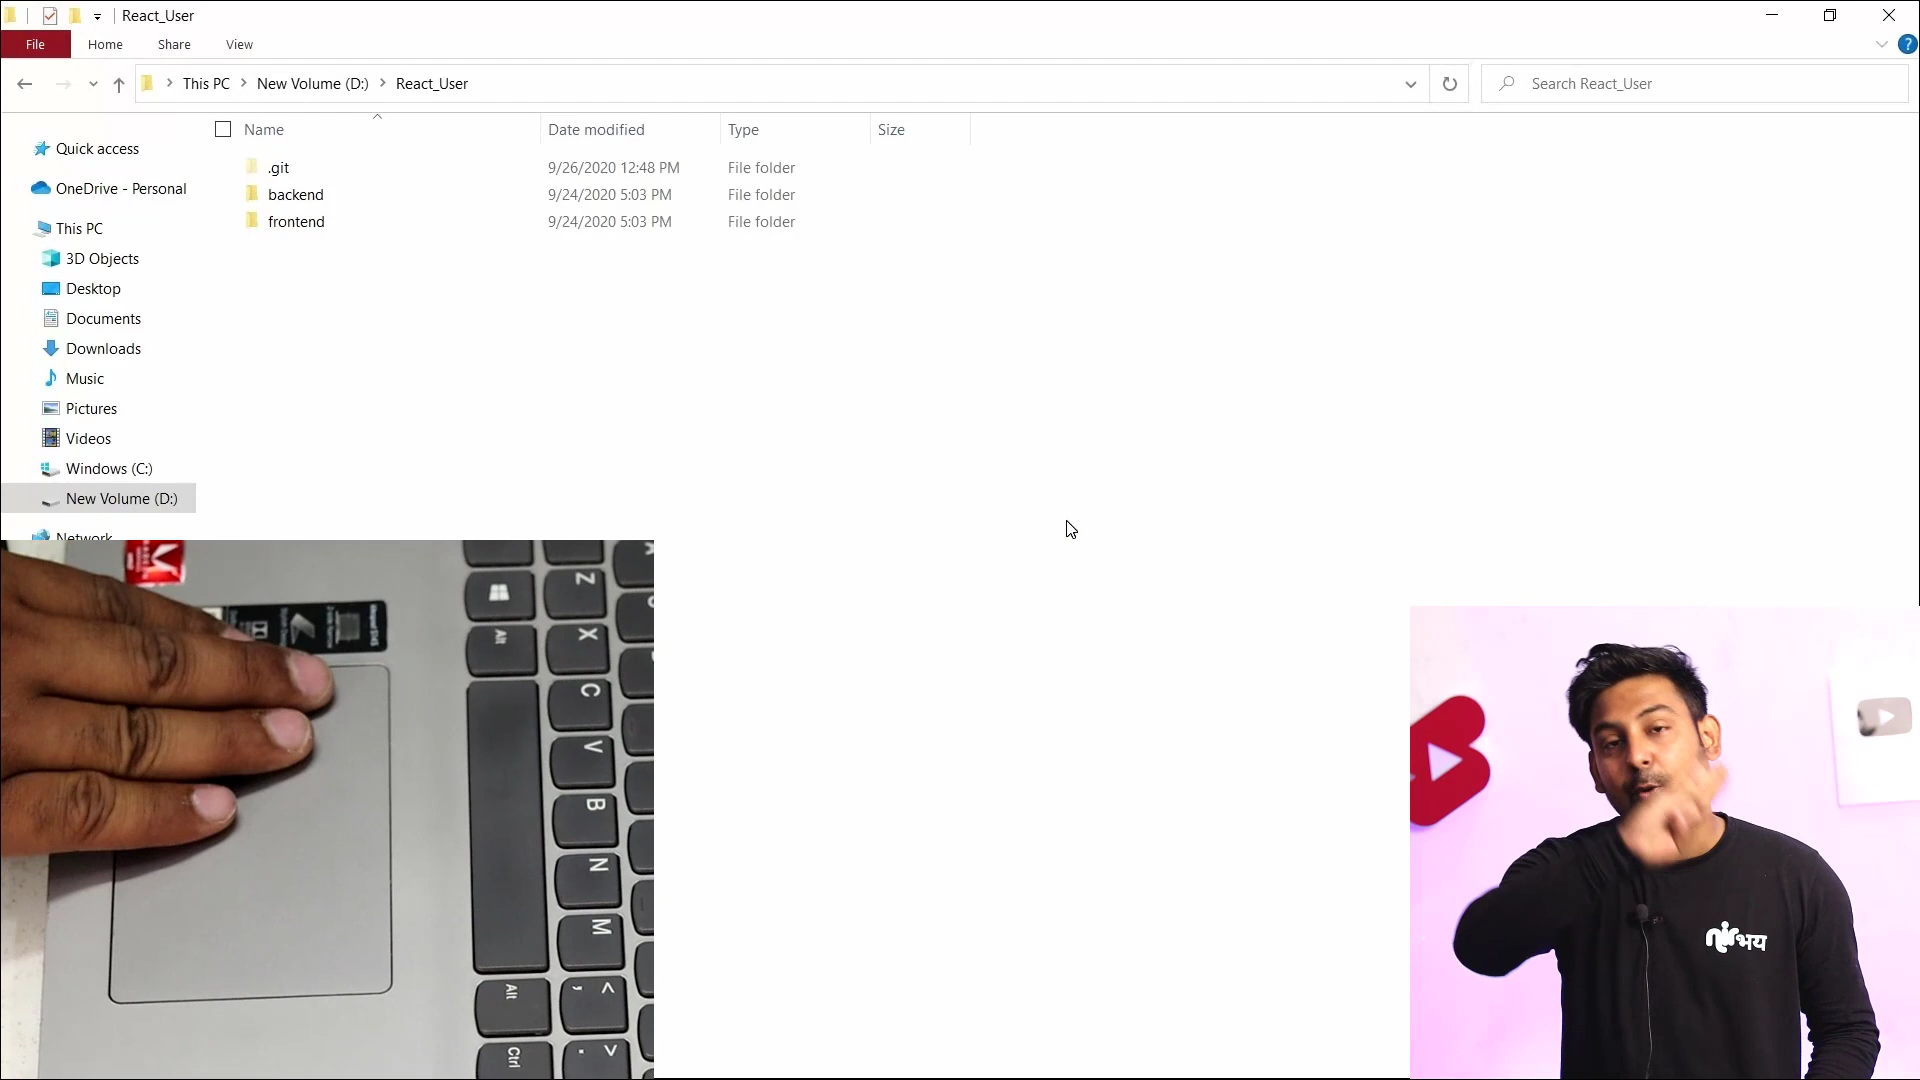 React_User
File
Home
Share
View
This PC
New Volume (D:)
React_User
Search React_User
Name
Date modified
Type
Size
.git
9/26/2020 12:48 PM
File folder
backend
9/24/2020 5:03 PM
File folder
frontend
9/24/2020 5:03 PM
File folder
Quick access
OneDrive - Personal
This PC
3D Objects
Desktop
Documents
Downloads
Music
Pictures
Videos
Windows (C:)
New Volume (D:)
Network
Z
Alt
X
C
V
B
N
M
Alt
, <
Ctrl
. >
nirभय